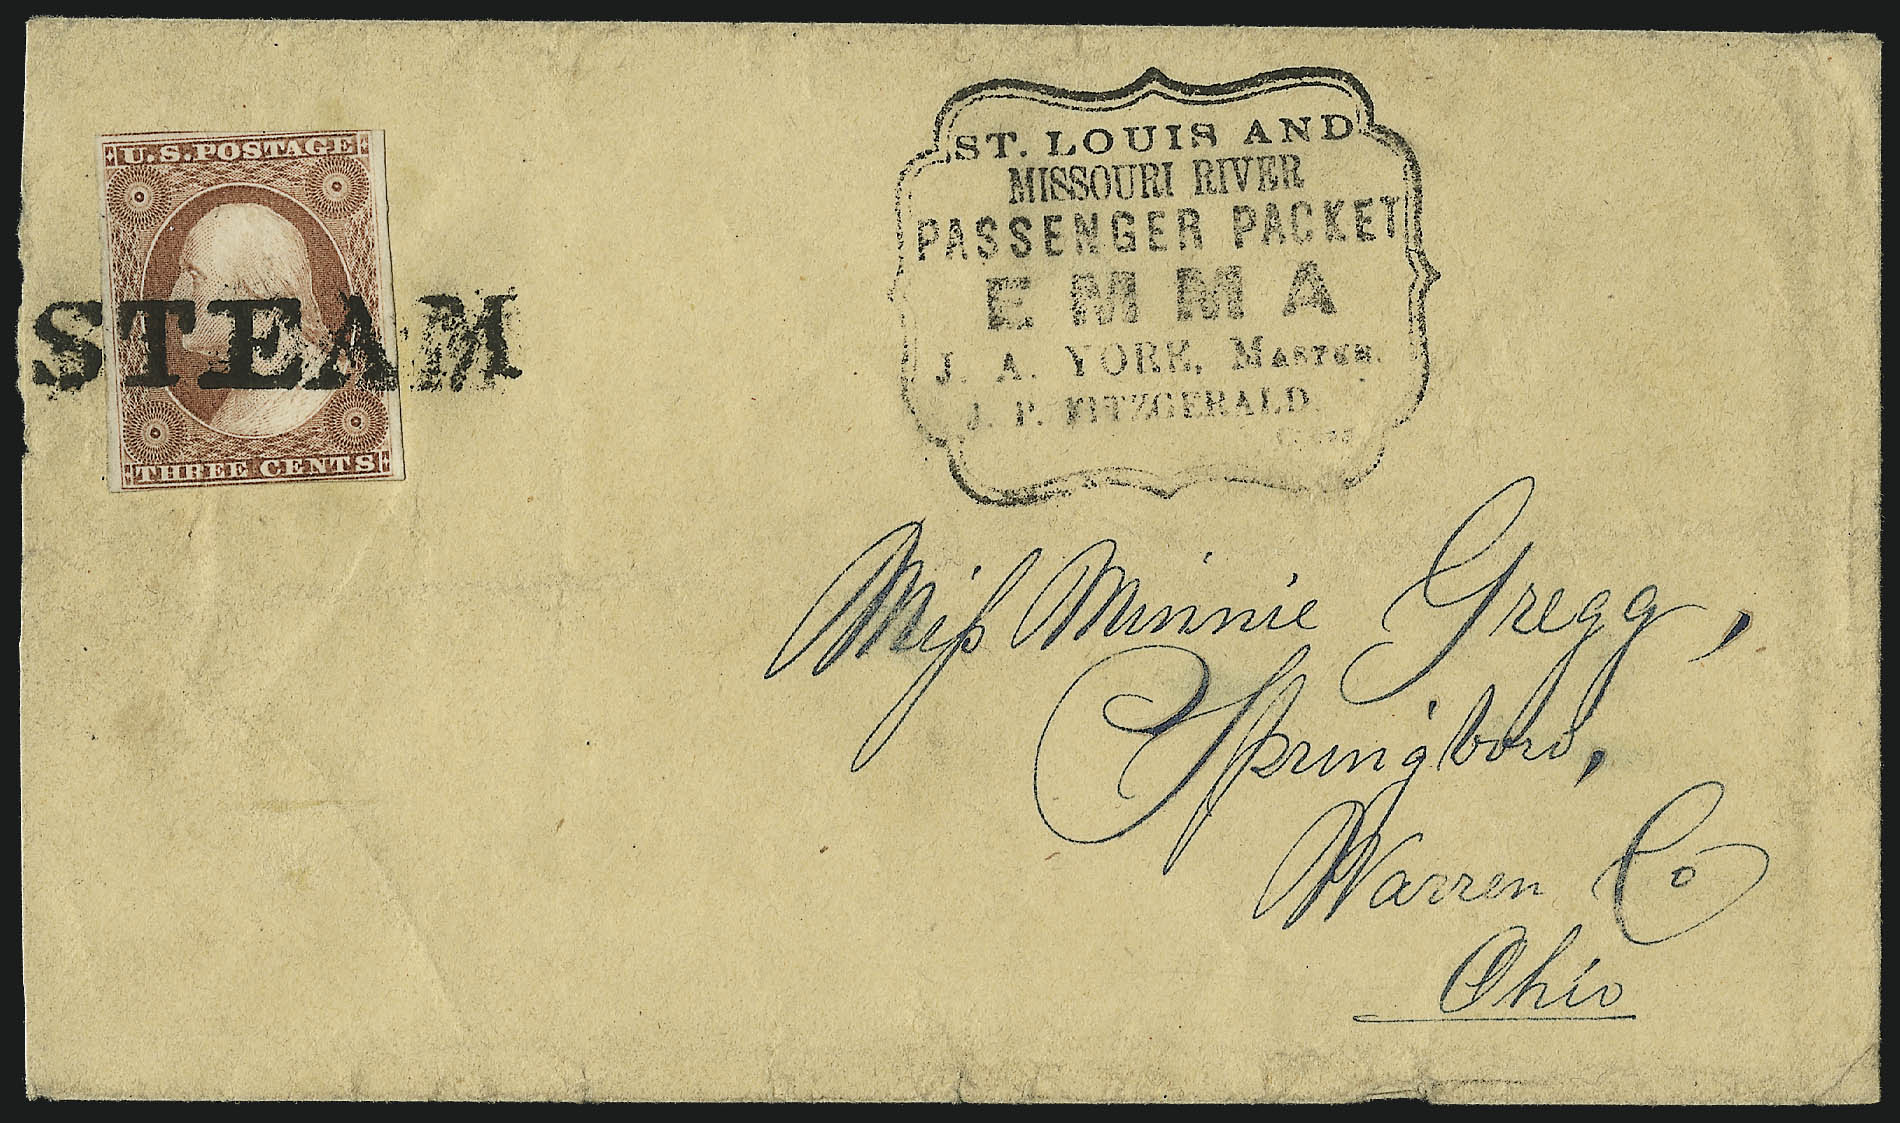 U.S. POSTAGE
STEAM
THREE CENTS
ST. LOUIS AND
MISSOURI RIVER
PASSENGER PACKET
EMMA
J. A. YORK, MASTER.
J. P. FITZGERALD.
Miss Minnie Gregg,
Springboro,
Warren Co
Ohio